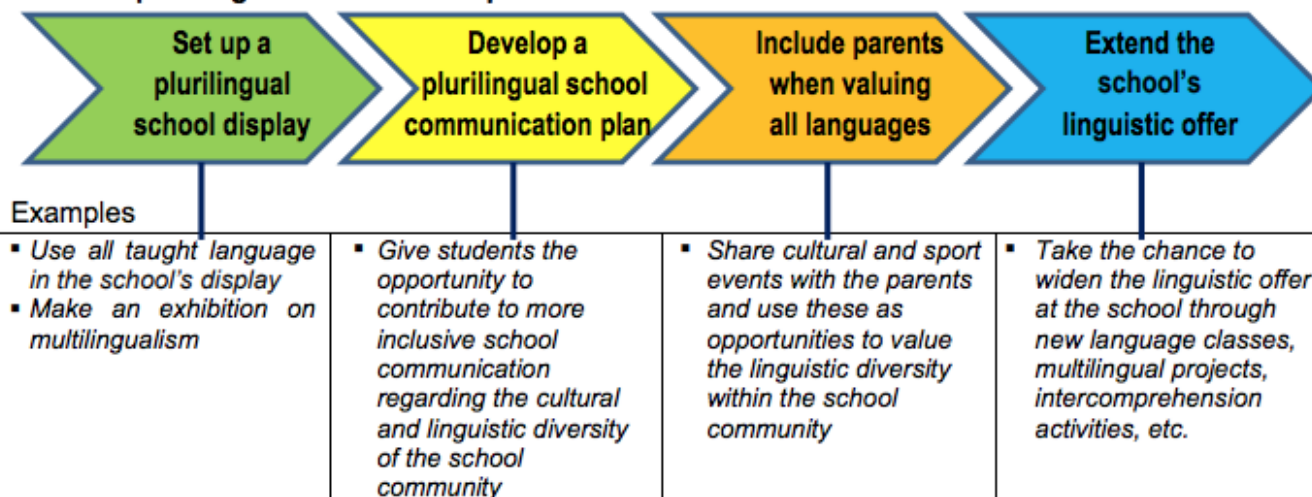 Set up a
plurilingual
school display
Develop a
plurilingual school
communication plan
Include parents
when valuing
all languages
Extend the
school's
linguistic offer
Examples
▪ Use all taught language
in the school's display
▪ Make an exhibition on
multilingualism
▪ Give students the
opportunity to
contribute to more
inclusive school
communication
regarding the cultural
and linguistic diversity
of the school
community
▪ Share cultural and sport
events with the parents
and use these as
opportunities to value
the linguistic diversity
within the school
community
▪ Take the chance to
widen the linguistic offer
at the school through
new language classes,
multilingual projects,
intercomprehension
activities, etc.